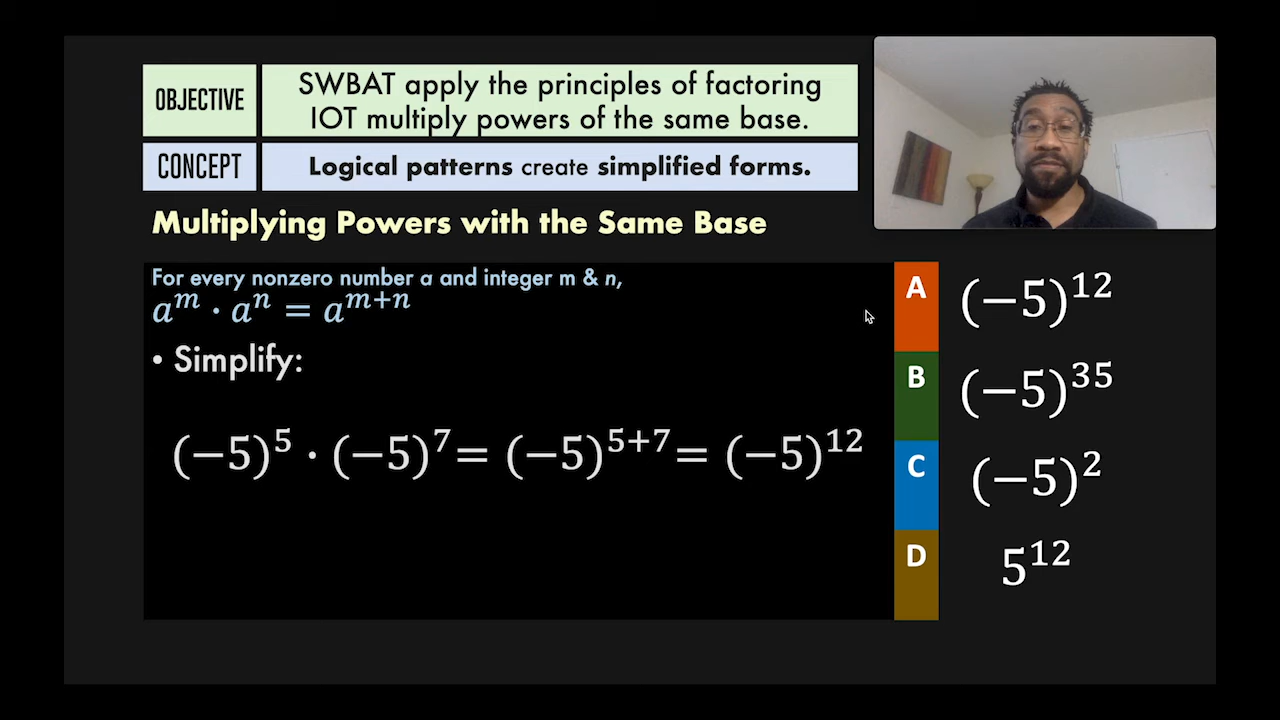 OBJECTIVE
SWBAT apply the principles of factoring
IOT multiply powers of the same base.
CONCEPT
Logical patterns create simplified forms.
Multiplying Powers with the Same Base
For every nonzero number a and integer m & n,
a^m · a^n = a^{m+n}
• Simplify:
(−5)^5 · (−5)^7 = (−5)^{5+7} = (−5)^{12}
A (−5)^{12}
B (−5)^{35}
C (−5)^2
D 5^{12}